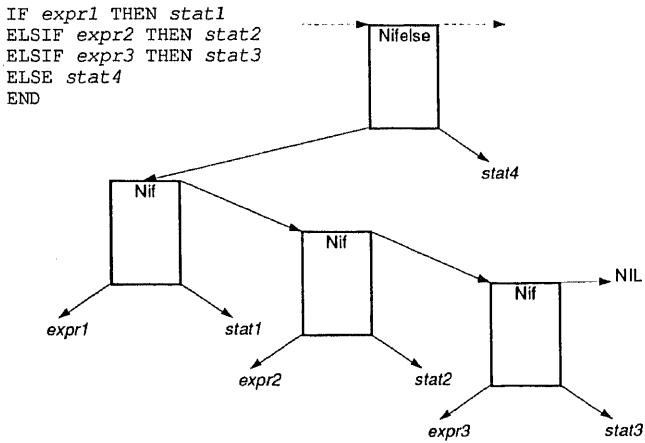 IF expr1 THEN stat1
ELSIF expr2 THEN stat2
ELSIF expr3 THEN stat3
ELSE stat4
END
Nifelse
stat4
Nif
Nif
Nif
NIL
expr1
stat1
expr2
stat2
expr3
stat3